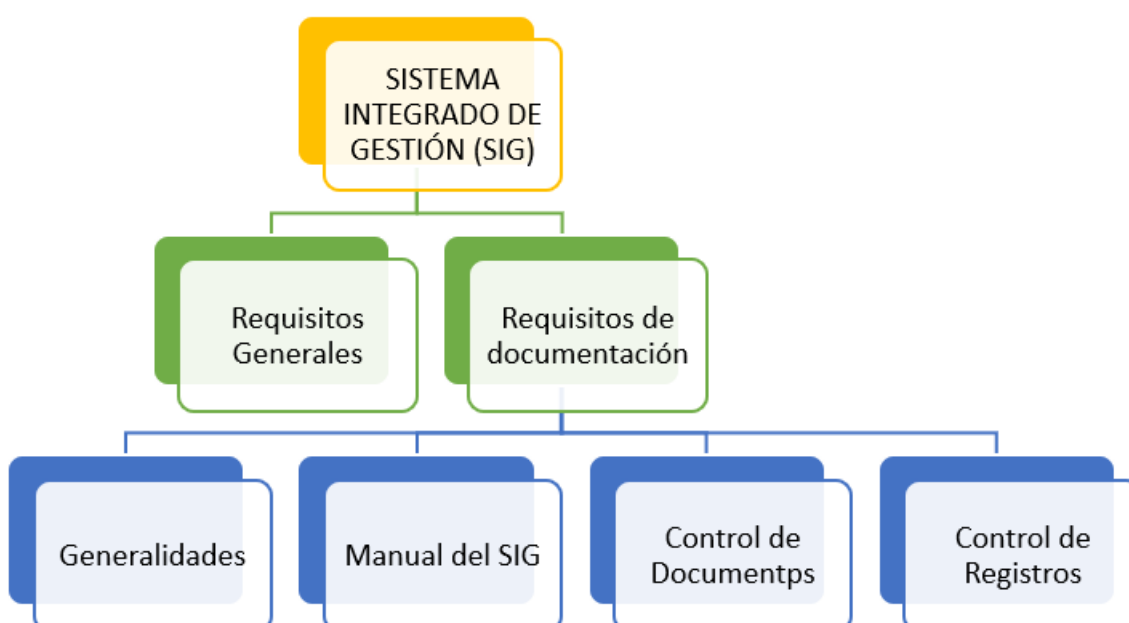 SISTEMA
INTEGRADO DE
GESTIÓN (SIG)
Requisitos
Generales
Requisitos de
documentación
Generalidades
Manual del SIG
Control de
Documentps
Control de
Registros